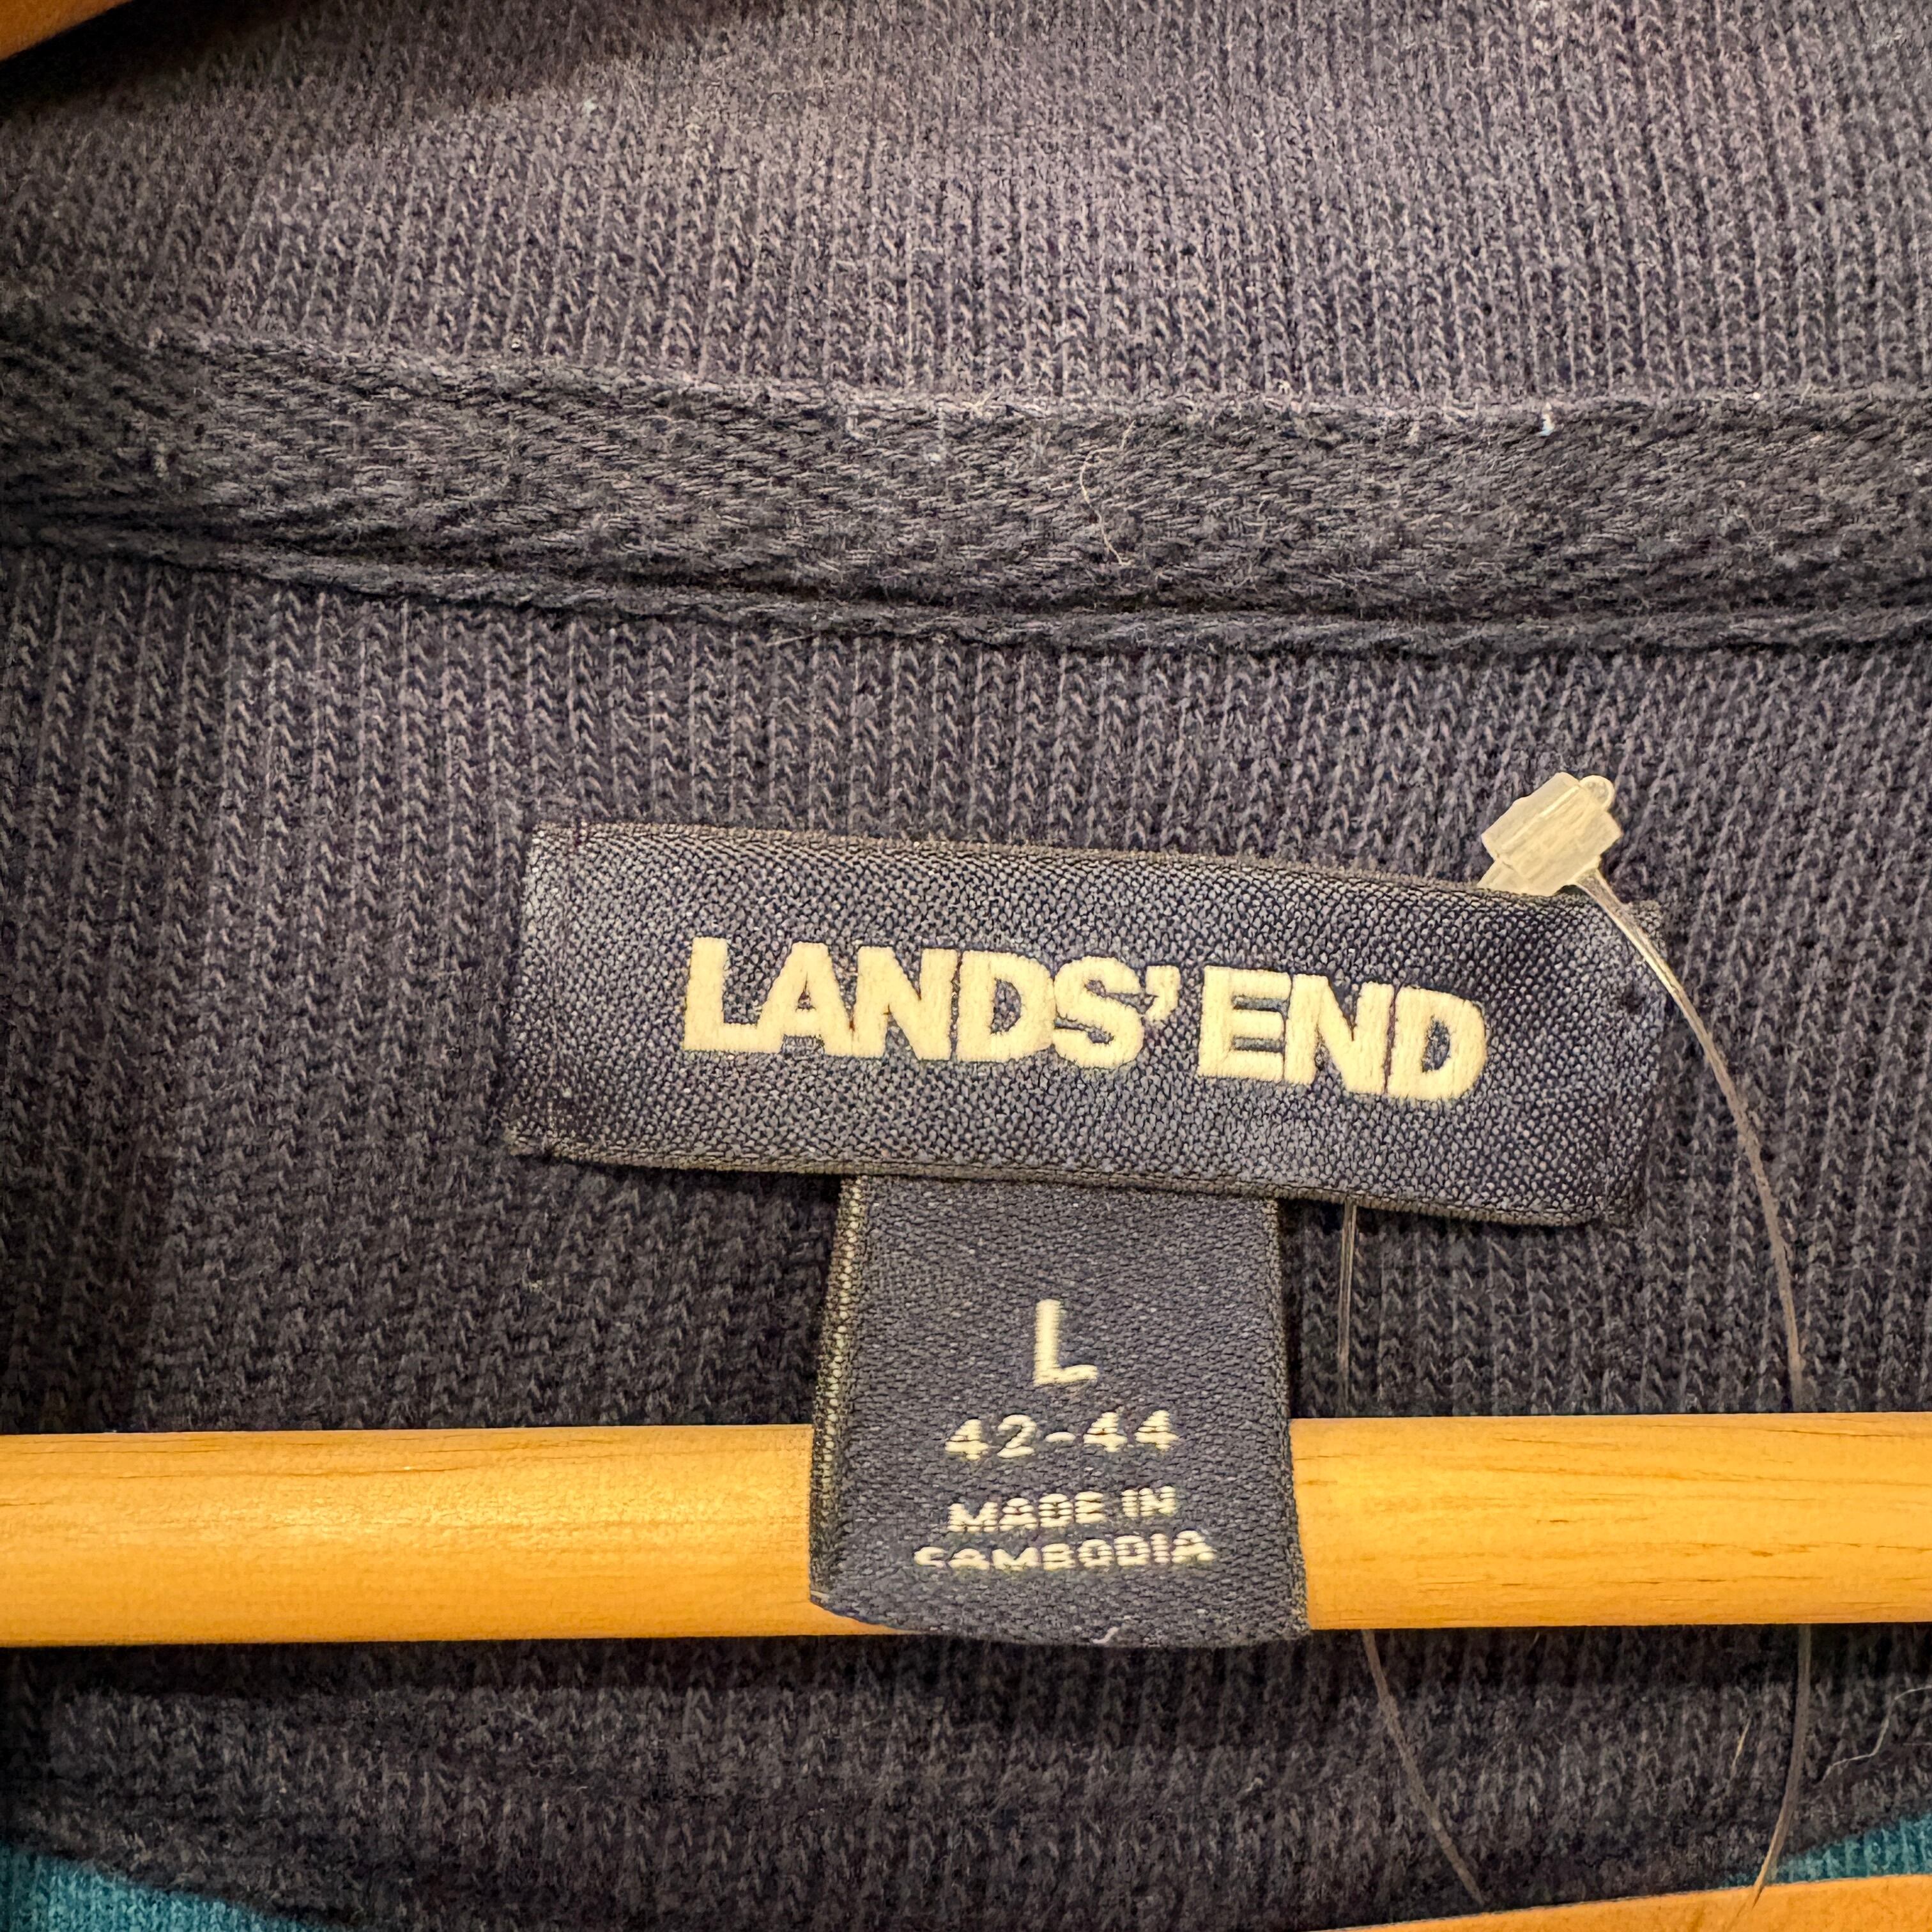 LANDS’ END
L
42-44
MADE IN
CAMBODIA